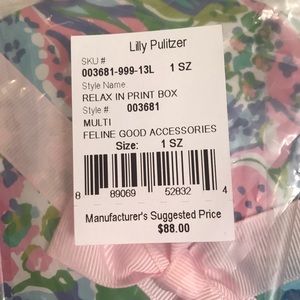 Lilly Pulitzer
SKU #
003681-999-13L 1 SZ
Style Name
RELAX IN PRINT BOX
Style # 003681
MULTI
FELINE GOOD ACCESSORIES
Size: 1 SZ
8 89069 52832 4
Manufacturer's Suggested Price
$88.00